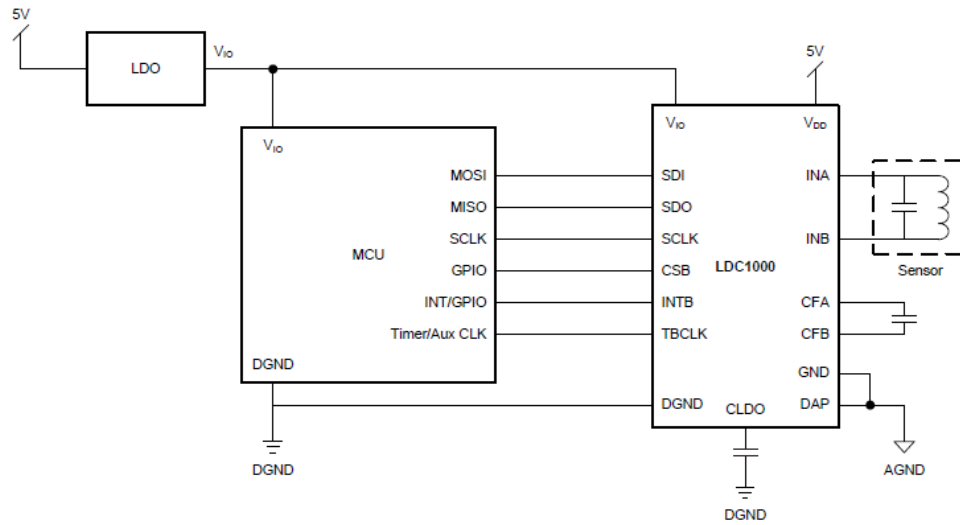 5V
LDO
VIO
5V
VIO
VIO
VDD
MOSI
SDI
INA
MISO
SDO
SCLK
SCLK
INB
MCU
LDC1000
GPIO
CSB
Sensor
INT/GPIO
INTB
CFA
Timer/Aux CLK
TBCLK
CFB
DGND
GND
DGND
CLDO
DAP
DGND
AGND
DGND